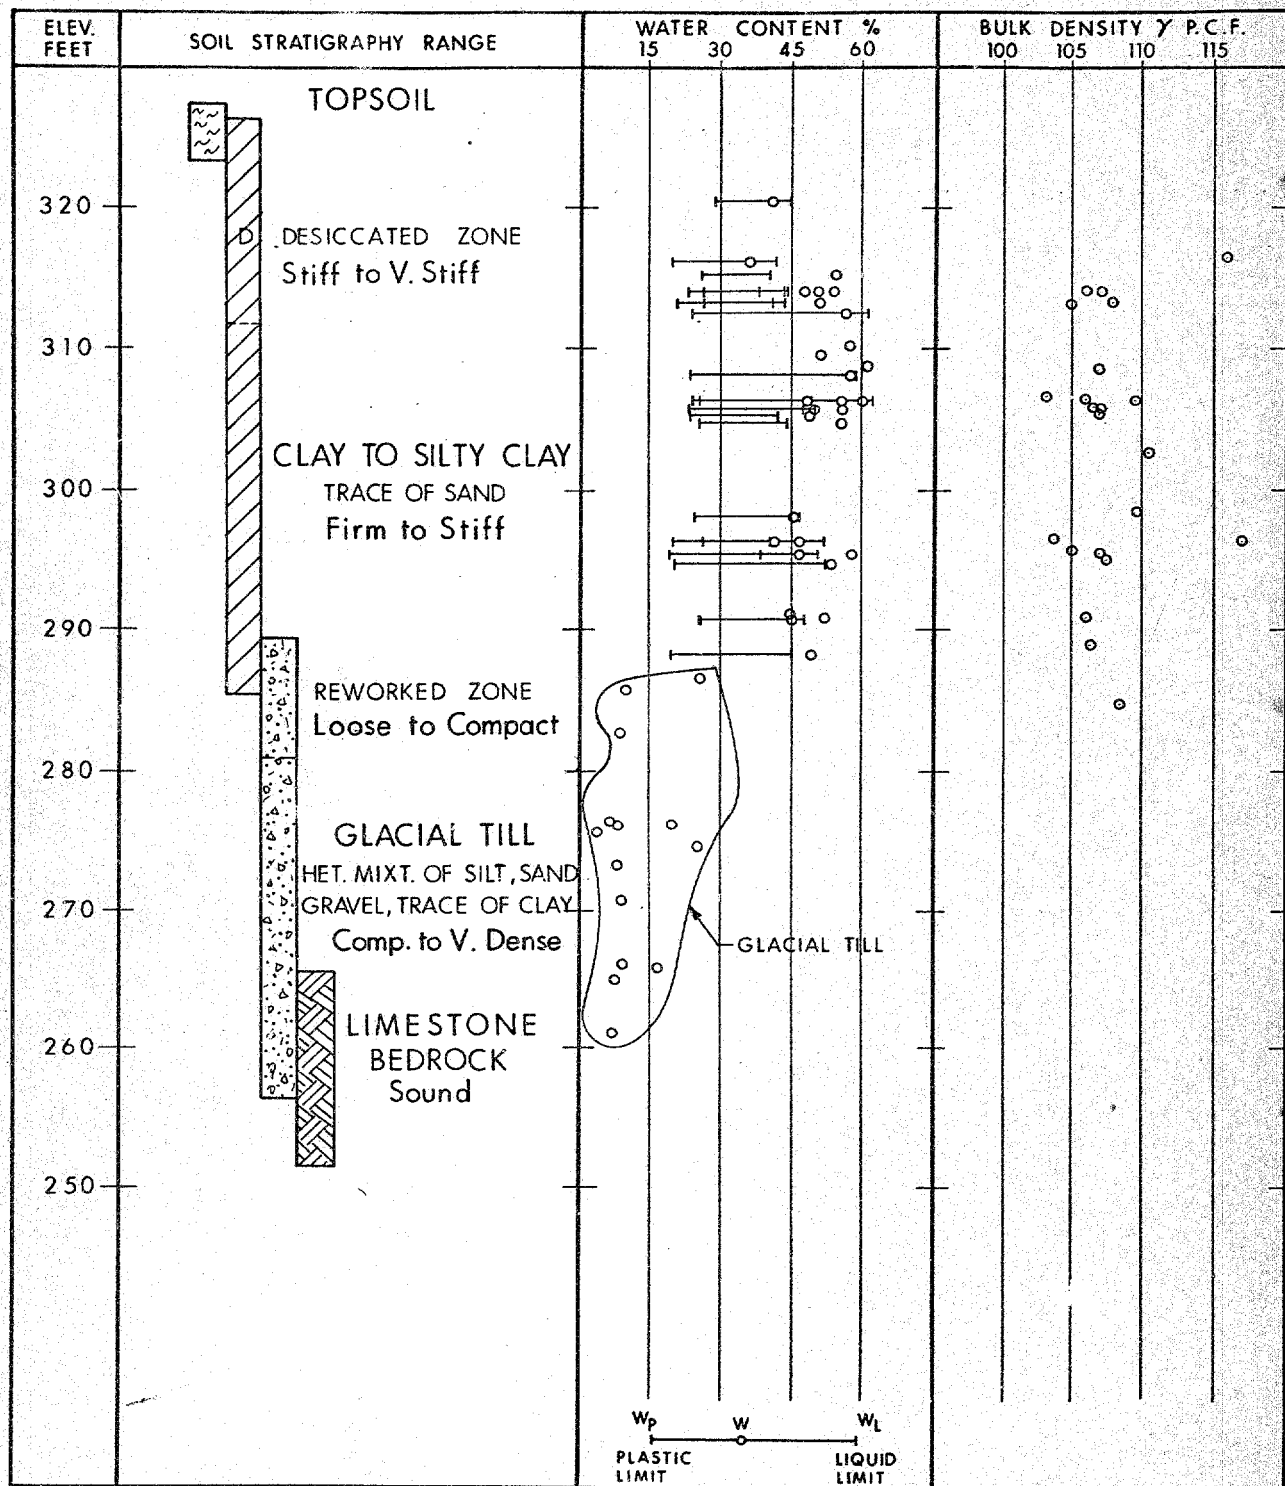 ELEV. FEET
SOIL STRATIGRAPHY RANGE
WATER CONTENT %
15 30 45 60
BULK DENSITY γ P.C.F.
100 105 110 115
TOPSOIL
320
D DESICCATED ZONE
Stiff to V. Stiff
310
CLAY TO SILTY CLAY
300
TRACE OF SAND
Firm to Stiff
290
REWORKED ZONE
Loose to Compact
280
GLACIAL TILL
HET. MIXT. OF SILT, SAND
GRAVEL, TRACE OF CLAY
270
Comp. to V. Dense
GLACIAL TILL
LIMESTONE
260
BEDROCK
Sound
250
WP W WL
PLASTIC LIMIT
LIQUID LIMIT